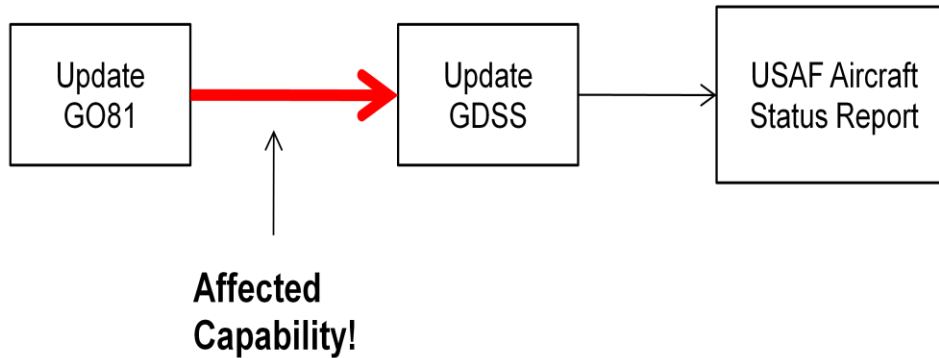 Update
GO81
Update
GDSS
USAF Aircraft
Status Report
Affected
Capability!